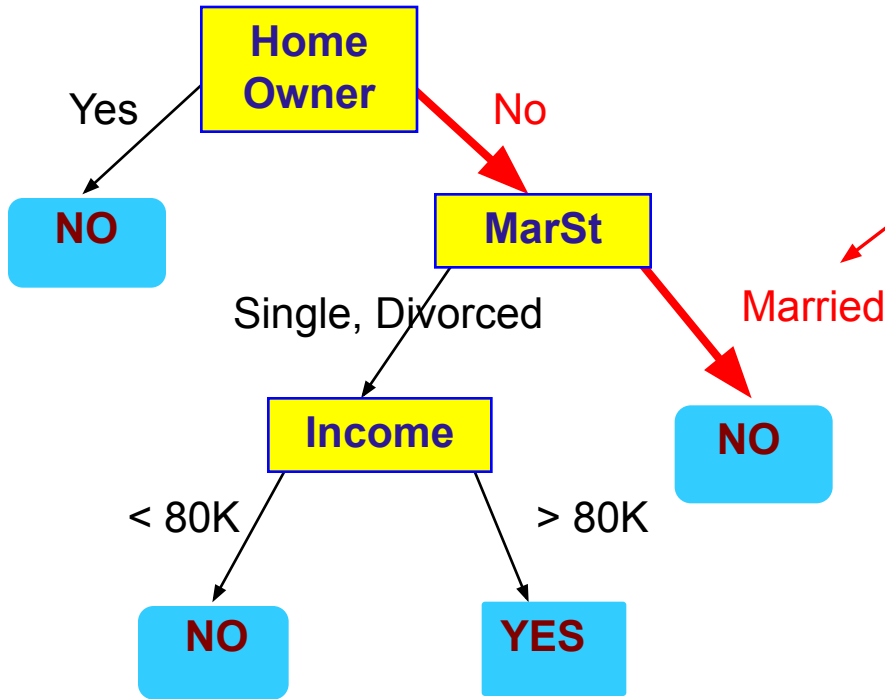 Home
Owner
Yes
No
NO
MarSt
Single, Divorced
Married
Income
NO
< 80K
> 80K
NO
YES